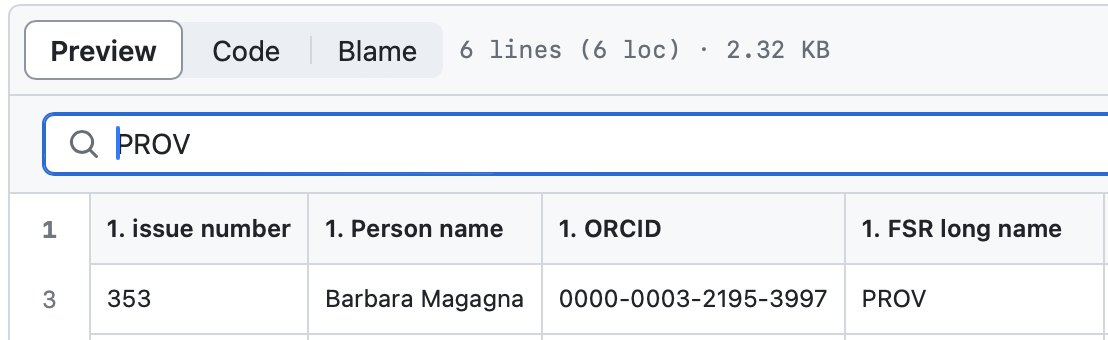 Preview Code Blame 6 lines (6 loc) · 2.32 KB
PROV
1 1. issue number 1. Person name 1. ORCID 1. FSR long name
3 353 Barbara Magagna 0000-0003-2195-3997 PROV